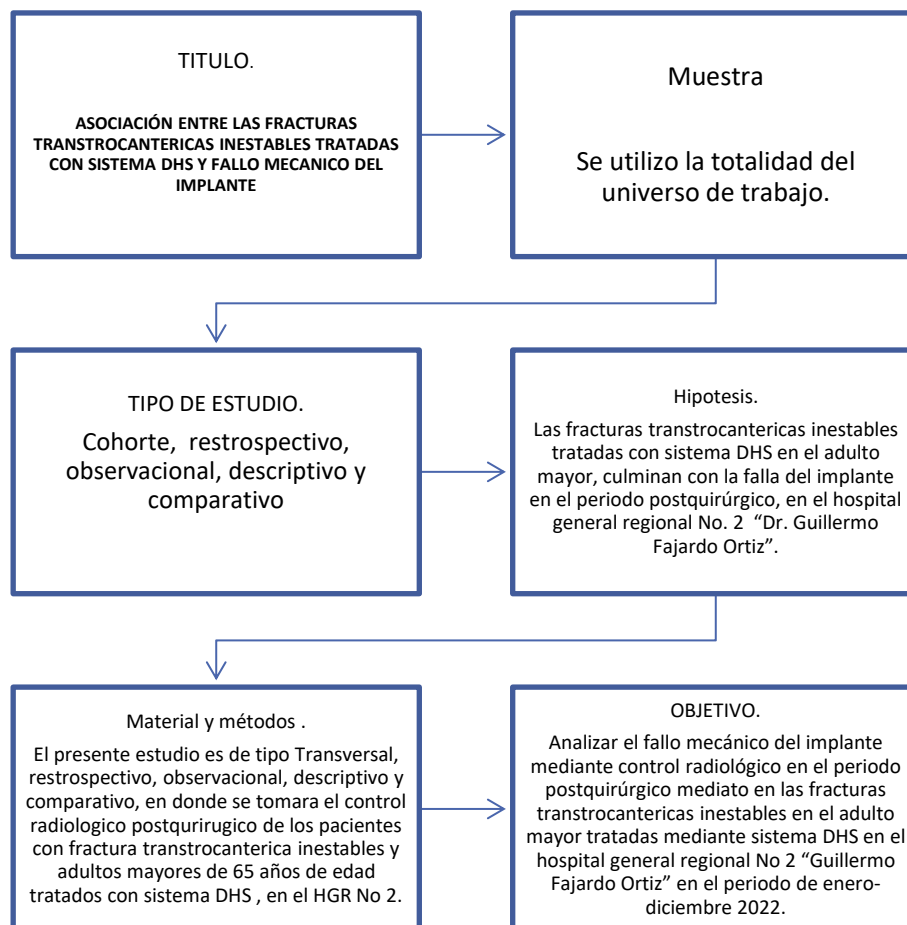 TITULO.
ASOCIACIÓN ENTRE LAS FRACTURAS
TRANSTROCANTERICAS INESTABLES TRATADAS
CON SISTEMA DHS Y FALLO MECANICO DEL
IMPLANTE
Muestra
Se utilizo la totalidad del
universo de trabajo.
TIPO DE ESTUDIO.
Cohorte, restrospectivo,
observacional, descriptivo y
comparativo
Hipotesis.
Las fracturas transtrocantericas inestables
tratadas con sistema DHS en el adulto
mayor, culminan con la falla del implante
en el periodo postquirúrgico, en el hospital
general regional No. 2 “Dr. Guillermo
Fajardo Ortiz”.
Material y métodos .
El presente estudio es de tipo Transversal,
restrospectivo, observacional, descriptivo y
comparativo, en donde se tomara el control
radiologico postqurirugico de los pacientes
con fractura transtrocanterica inestables y
adultos mayores de 65 años de edad
tratados con sistema DHS , en el HGR No 2.
OBJETIVO.
Analizar el fallo mecánico del implante
mediante control radiológico en el periodo
postquirúrgico mediato en las fracturas
transtrocantericas inestables en el adulto
mayor tratadas mediante sistema DHS en el
hospital general regional No 2 “Guillermo
Fajardo Ortiz” en el periodo de enero-
diciembre 2022.